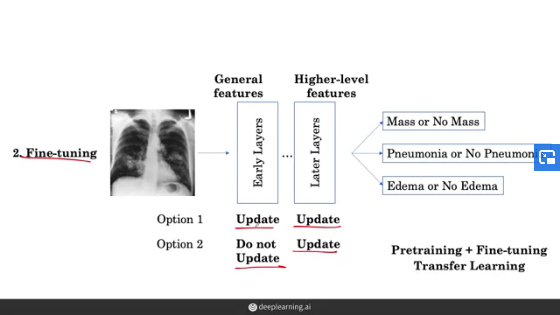 General
features
Higher-level
features
2. Fine-tuning
Early Layers
...
Later Layers
Mass or No Mass
Pneumonia or No Pneumon
Edema or No Edema
Option 1 Update Update
Option 2 Do not
Update Update
Pretraining + Fine-tuning
Transfer Learning
deeplearning.ai